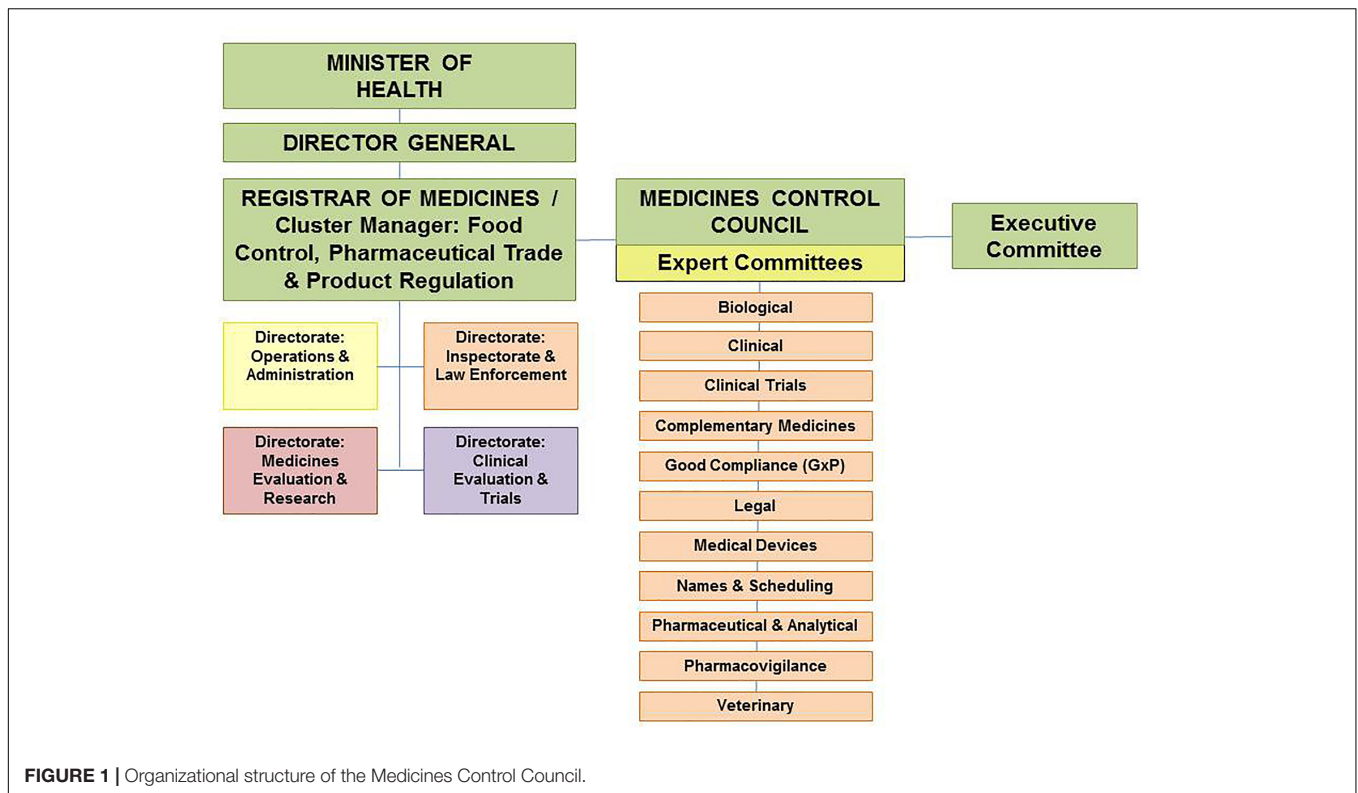 MINISTER OF
HEALTH
DIRECTOR GENERAL
REGISTRAR OF MEDICINES /
Cluster Manager: Food
Control, Pharmaceutical Trade
& Product Regulation
MEDICINES CONTROL
COUNCIL
Expert Committees
Executive
Committee
Directorate:
Operations &
Administration
Directorate:
Inspectorate &
Law Enforcement
Directorate:
Medicines
Evaluation &
Research
Directorate:
Clinical
Evaluation &
Trials
Biological
Clinical
Clinical Trials
Complementary Medicines
Good Compliance (GxP)
Legal
Medical Devices
Names & Scheduling
Pharmaceutical & Analytical
Pharmacovigilance
Veterinary
FIGURE 1 | Organizational structure of the Medicines Control Council.